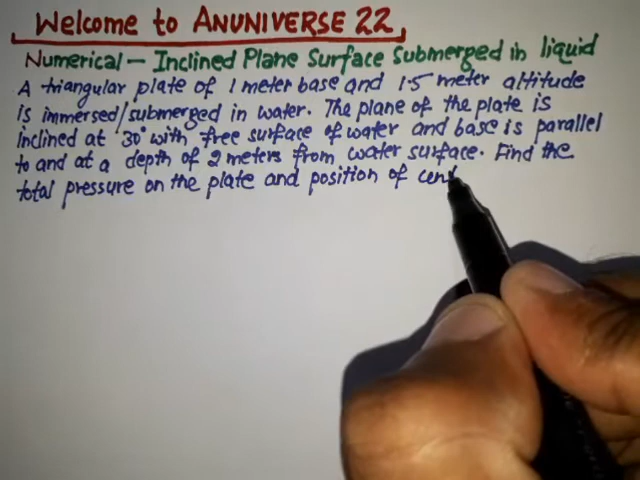 Welcome to ANUNIVERSE 22
Numerical - Inclined Plane Surface Submerged in liquid
A triangular plate of 1 meter base and 1.5 meter altitude
is immersed/submerged in water. The plane of the plate is
inclined at 30° with free surface of water and base is parallel
to and at a depth of 2 meters from water surface. Find the
total pressure on the plate and position of cent